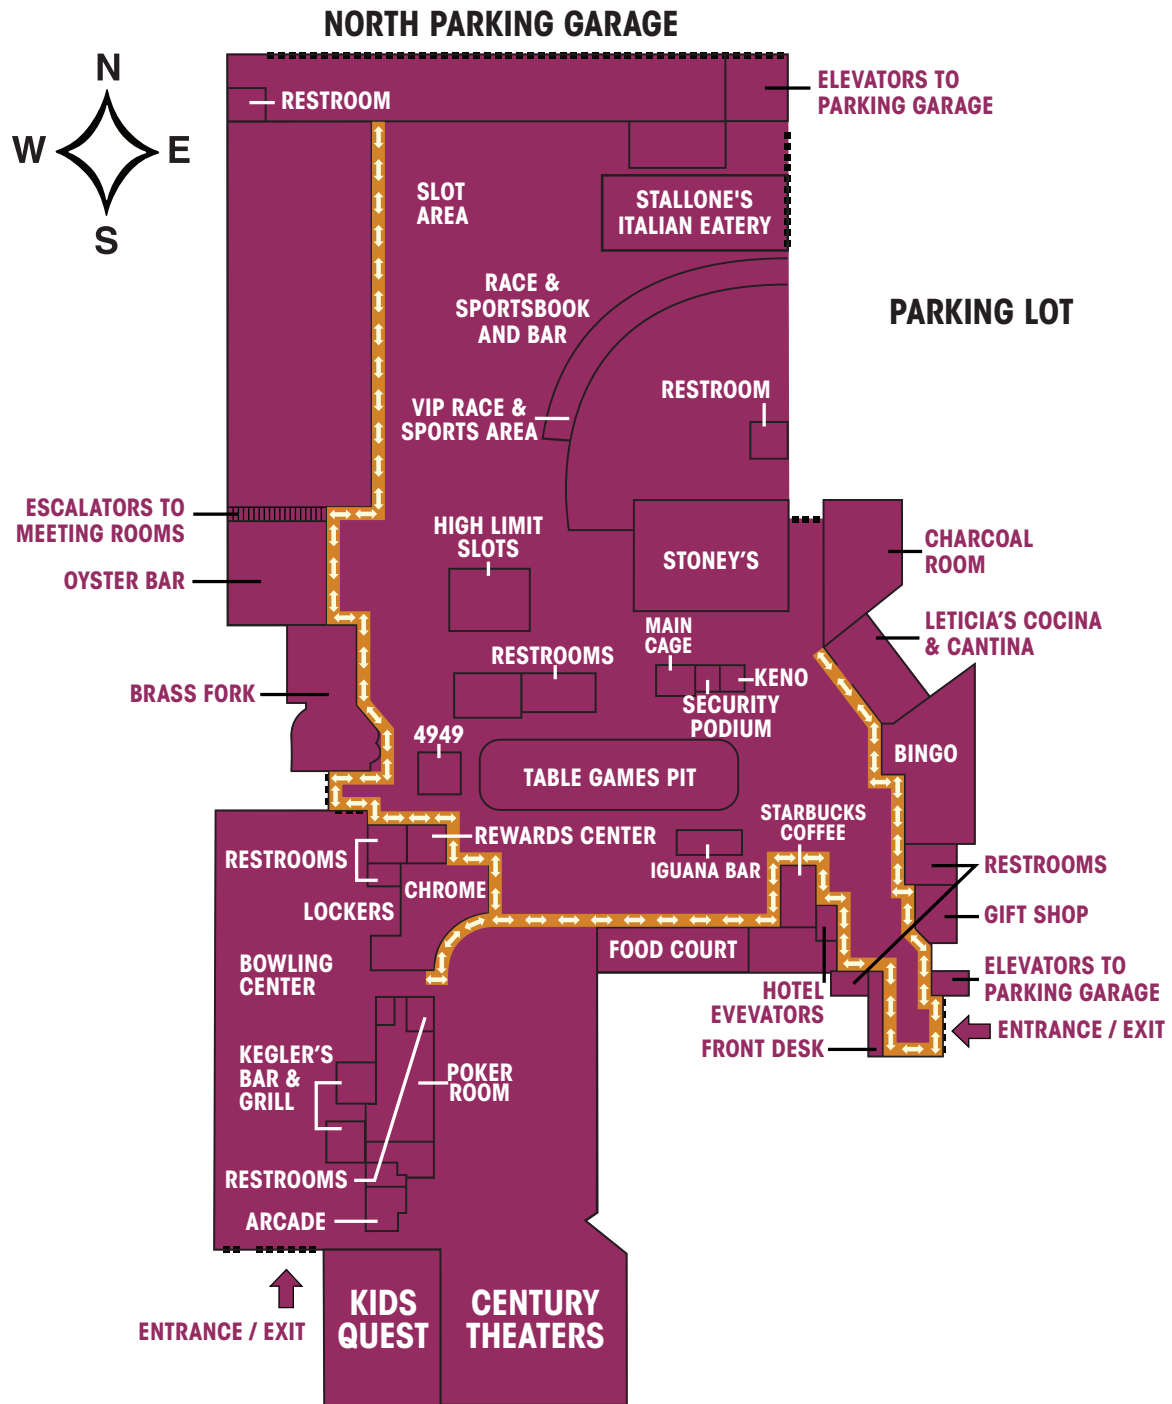 NORTH PARKING GARAGE
N
W
E
S
RESTROOM
ELEVATORS TO
PARKING GARAGE
SLOT
AREA
STALLONE'S
ITALIAN EATERY
RACE &
SPORTSBOOK
AND BAR
PARKING LOT
VIP RACE &
SPORTS AREA
RESTROOM
ESCALATORS TO
MEETING ROOMS
HIGH LIMIT
SLOTS
STONEY'S
CHARCOAL
ROOM
OYSTER BAR
LETICIA'S COCINA
& CANTINA
MAIN
CAGE
RESTROOMS
KENO
BRASS FORK
SECURITY
PODIUM
4949
BINGO
TABLE GAMES PIT
STARBUCKS
COFFEE
REWARDS CENTER
RESTROOMS
IGUANA BAR
RESTROOMS
CHROME
LOCKERS
GIFT SHOP
FOOD COURT
BOWLING
CENTER
ELEVATORS TO
PARKING GARAGE
HOTEL
EVEVATORS
ENTRANCE / EXIT
FRONT DESK
KEGLER'S
BAR &
GRILL
POKER
ROOM
RESTROOMS
ARCADE
KIDS
QUEST
CENTURY
THEATERS
ENTRANCE / EXIT